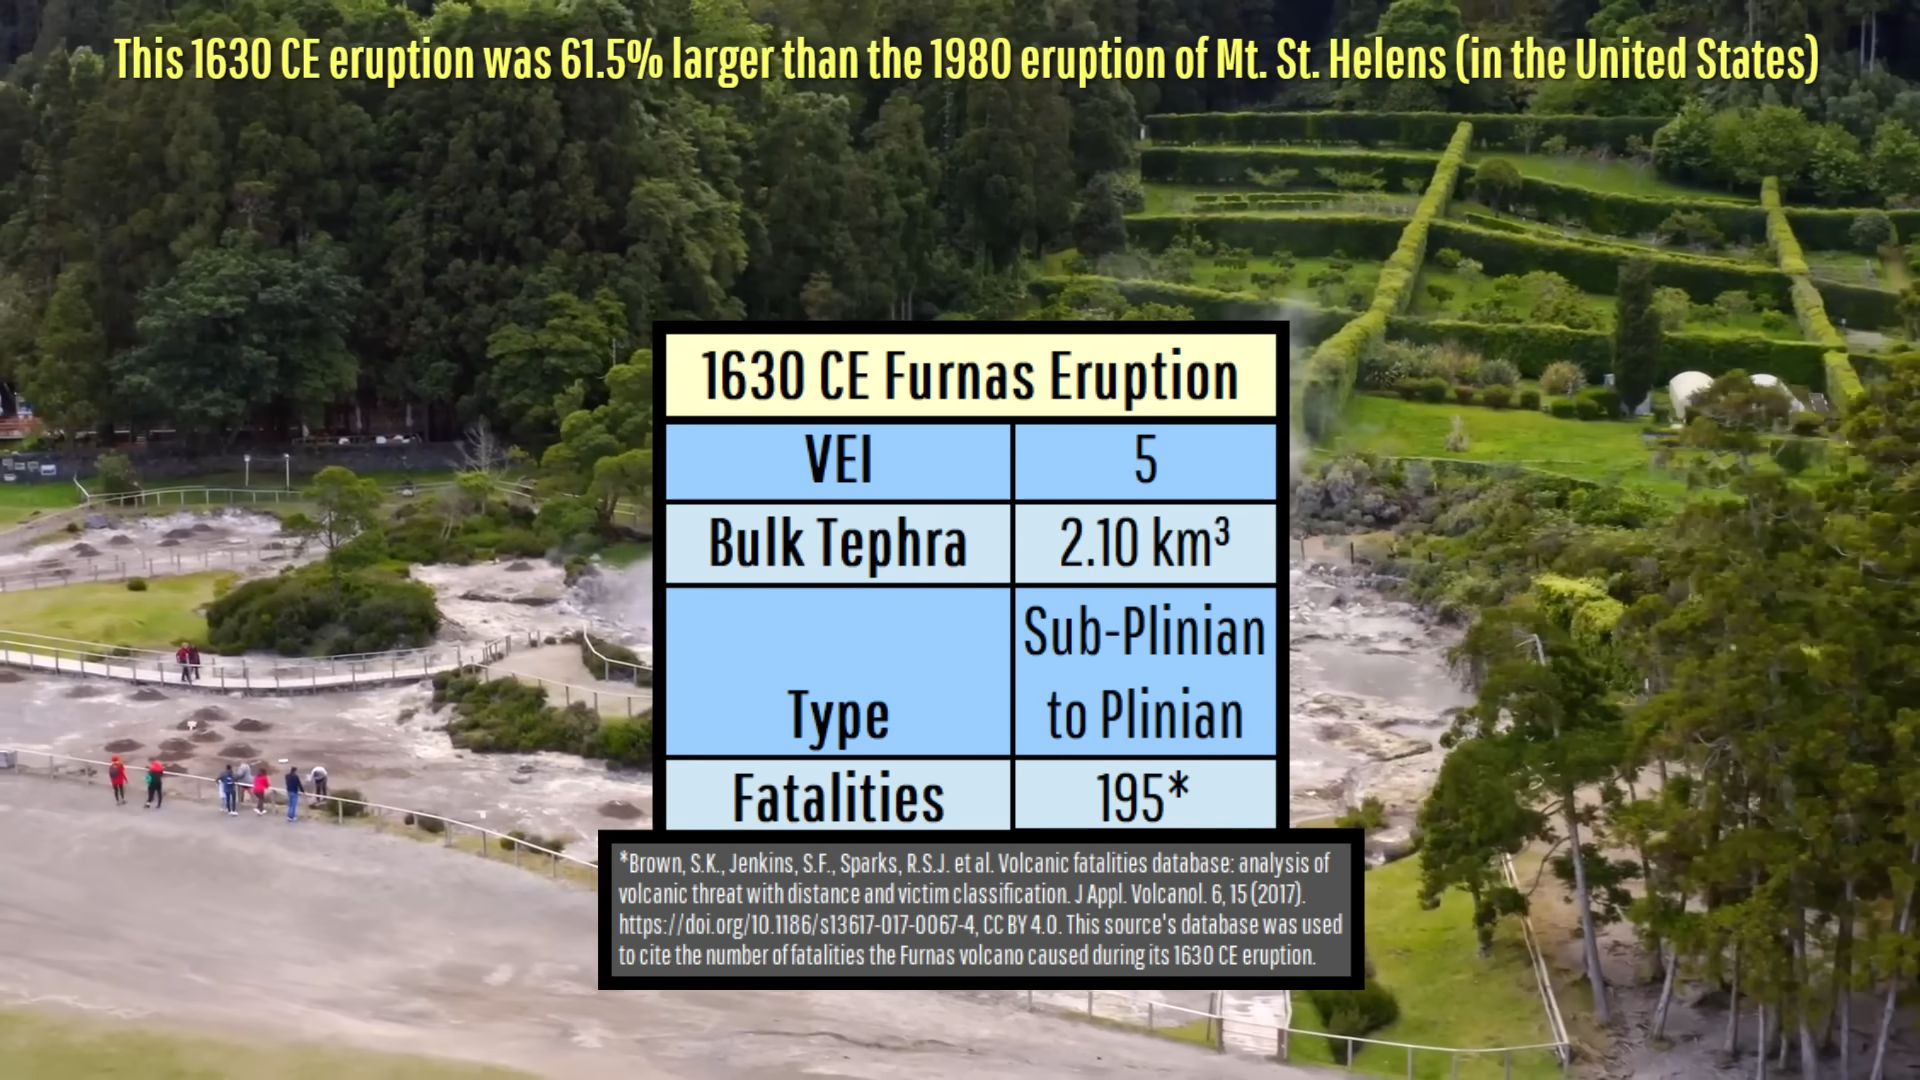 This 1630 CE eruption was 61.5% larger than the 1980 eruption of Mt. St. Helens (in the United States)
1630 CE Furnas Eruption
VEI 5
Bulk Tephra 2.10 km³
Type Sub-Plinian to Plinian
Fatalities 195*
*Brown, S.K., Jenkins, S.F., Sparks, R.S.J. et al. Volcanic fatalities database: analysis of
volcanic threat with distance and victim classification. J Appl. Volcanol. 6, 15 (2017).
https://doi.org/10.1186/s13617-017-0067-4, CC BY 4.0. This source's database was used
to cite the number of fatalities the Furnas volcano caused during its 1630 CE eruption.